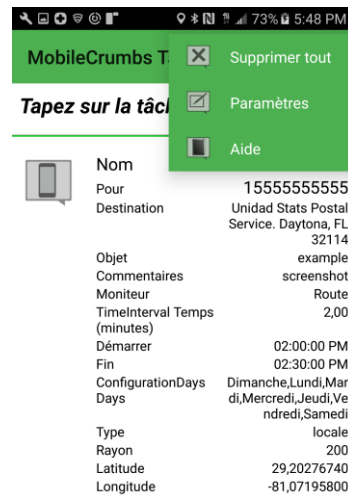 73% 5:48 PM
MobileCrumbs T
Supprimer tout
Tapez sur la tâc
Paramètres
Aide
Nom
Pour 15555555555
Destination Unidad Stats Postal
Service. Daytona, FL
32114
Objet example
Commentaires screenshot
Moniteur Route
TimeInterval Temps 2,00
(minutes)
Démarrer 02:00:00 PM
Fin 02:30:00 PM
ConfigurationDays Dimanche,Lundi,Mar
Days di,Mercredi,Jeudi,Ve
ndredi,Samedi
Type locale
Rayon 200
Latitude 29,20276740
Longitude -81,07195800